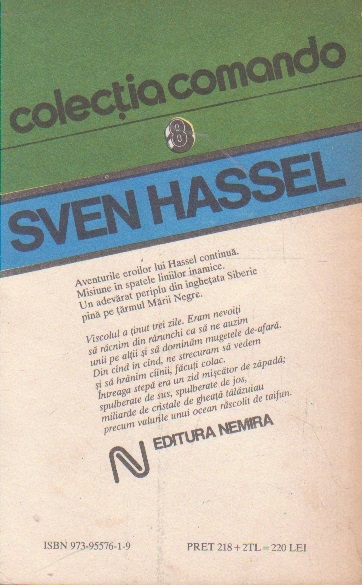 colecția comando
8
SVEN HASSEL
Aventurile eroilor lui Hassel continuă.
Misiune în spatele liniilor inamice.
Un adevărat periplu din înghețata Siberie
pînă pe țărmul Mării Negre.
Viscolul a ținut trei zile. Eram nevoiți
să răcnim din rărunchi ca să ne auzim
unii pe alții și să dominăm mugetele de-afară.
Din cînd în cînd, ne strecuram să vedem
și să hrănim cîinii, făcuți colac.
Întreaga stepă era un zid mișcător de zăpadă;
spulberate de sus, spulberate de jos,
miliarde de cristale de gheață tălăzuiau
precum valurile unui ocean răscolit de taifun.
EDITURA NEMIRA
ISBN 973-95576-1-9
PRET 218 + 2TL = 220 LEI